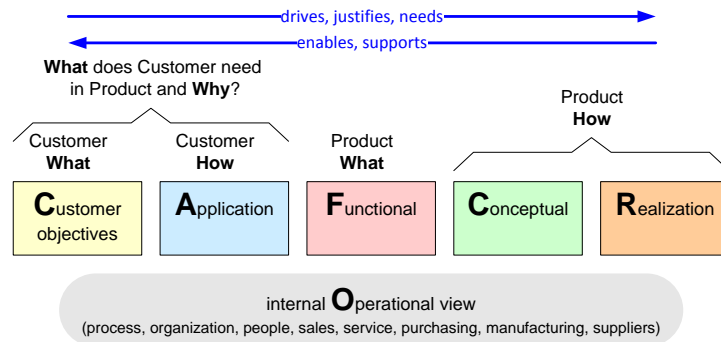 drives, justifies, needs
enables, supports
What does Customer need
in Product and Why?
Product
How
Customer
What
Customer
How
Product
What
Customer
objectives
Application
Functional
Conceptual
Realization
internal Operational view
(process, organization, people, sales, service, purchasing, manufacturing, suppliers)